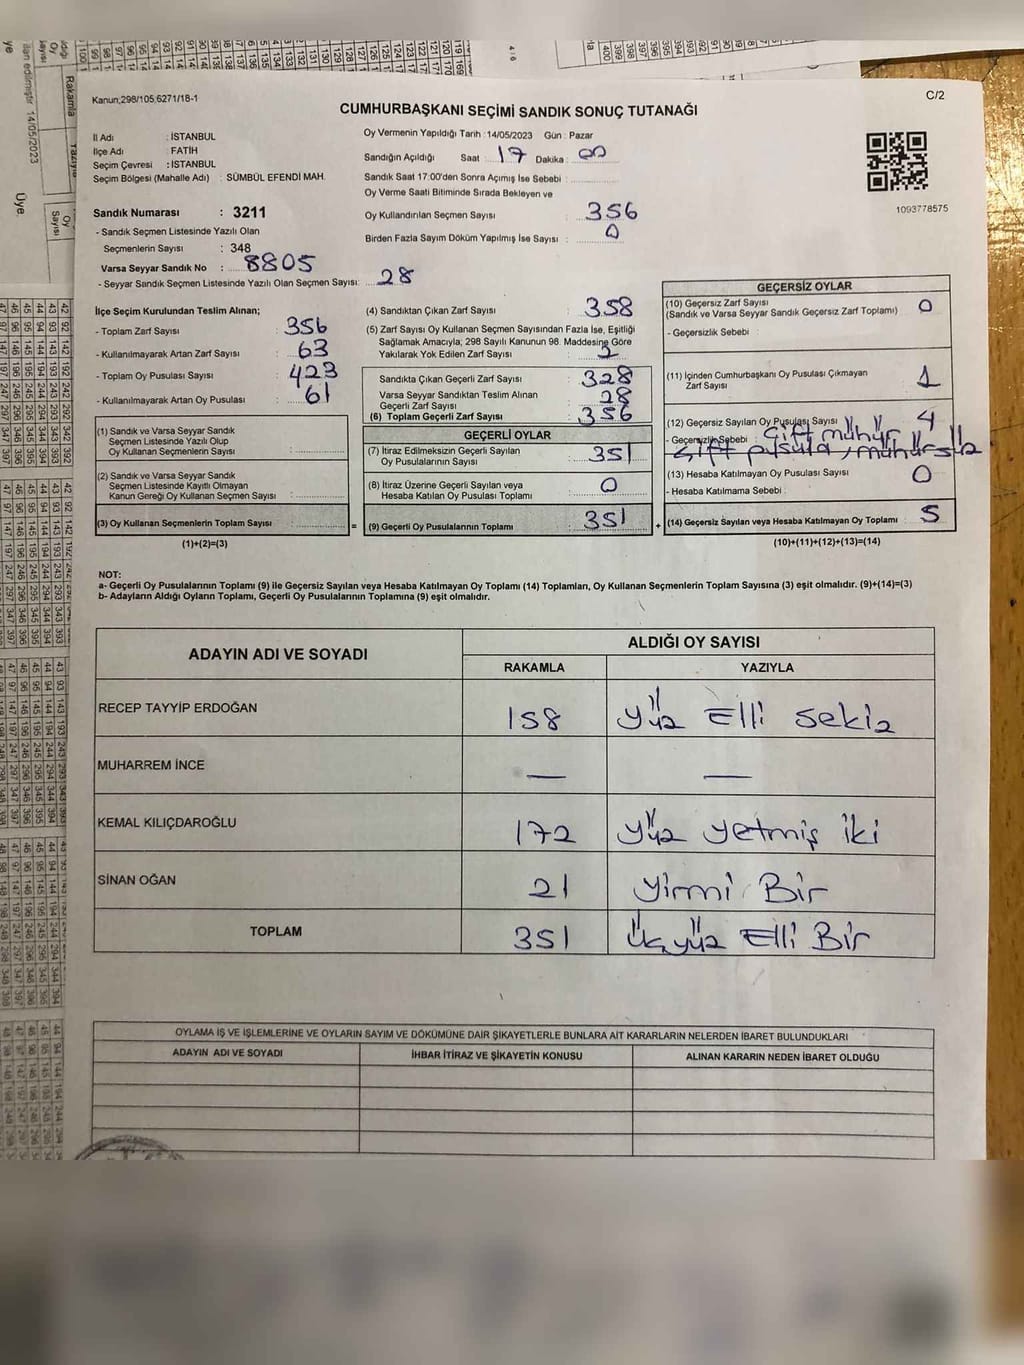 Kanun;298/105,6271/18-1
C/2
CUMHURBAŞKANI SEÇİMİ SANDIK SONUÇ TUTANAĞI
İl Adı : İSTANBUL
İlçe Adı : FATİH
Seçim Çevresi : İSTANBUL
Seçim Bölgesi (Mahalle Adı) : SÜMBÜL EFENDİ MAH.
Sandık Numarası : 3211
- Sandık Seçmen Listesinde Yazılı Olan
Seçmenlerin Sayısı : 348
Varsa Seyyar Sandık No : 8805
- Seyyar Sandık Seçmen Listesinde Yazılı Olan Seçmen Sayısı: 28
Oy Vermenin Yapıldığı Tarih : 14/05/2023 Gün : Pazar
Sandığın Açıldığı Saat 17 Dakika : 00
Sandık Saat 17:00'den Sonra Açımış İse Sebebi :
Oy Verme Saati Bitiminde Sırada Bekleyen ve
Oy Kullandırılan Seçmen Sayısı : 356
Birden Fazla Sayım Döküm Yapılmış İse Sayısı : 0
1093778575
İlçe Seçim Kurulundan Teslim Alınan;
- Toplam Zarf Sayısı : 356
- Kullanılmayarak Artan Zarf Sayısı : 63
- Toplam Oy Pusulası Sayısı : 423
- Kullanılmayarak Artan Oy Pusulası : 61
(1) Sandık ve Varsa Seyyar Sandık
Seçmen Listesinde Yazılı Olup
Oy Kullanan Seçmenlerin Sayısı :
(2) Sandık ve Varsa Seyyar Sandık
Seçmen Listesinde Kayıtlı Olmayan
Kanun Gereği Oy Kullanan Seçmen Sayısı :
(3) Oy Kullanan Seçmenlerin Toplam Sayısı :
(1)+(2)=(3)
(4) Sandıktan Çıkan Zarf Sayısı : 358
(5) Zarf Sayısı Oy Kullanan Seçmen Sayısından Fazla İse, Eşitliği
Sağlamak Amacıyla; 298 Sayılı Kanunun 98. Maddesine Göre
Yakılarak Yok Edilen Zarf Sayısı : 2
Sandıkta Çıkan Geçerli Zarf Sayısı : 328
Varsa Seyyar Sandıktan Teslim Alınan
Geçerli Zarf Sayısı : 28
(6) Toplam Geçerli Zarf Sayısı : 356
GEÇERLİ OYLAR
(7) İtiraz Edilmeksizin Geçerli Sayılan
Oy Pusulalarının Sayısı : 351
(8) İtiraz Üzerine Geçerli Sayılan veya
Hesaba Katılan Oy Pusulası Toplamı : 0
= (9) Geçerli Oy Pusulalarının Toplamı : 351 +
GEÇERSİZ OYLAR
(10) Geçersiz Zarf Sayısı
(Sandık ve Varsa Seyyar Sandık Geçersiz Zarf Toplamı) : 0
- Geçersizlik Sebebi :
(11) İçinden Cumhurbaşkanı Oy Pusulası Çıkmayan
Zarf Sayısı : 1
(12) Geçersiz Sayılan Oy Pusulası Sayısı : 4
- Geçersizlik Sebebi : Çift mühür
Çift pusula, mühürsüz
(13) Hesaba Katılmayan Oy Pusulası Sayısı : 0
- Hesaba Katılmama Sebebi :
(14) Geçersiz Sayılan veya Hesaba Katılmayan Oy Toplamı : 5
(10)+(11)+(12)+(13)=(14)
NOT:
a- Geçerli Oy Pusulalarının Toplamı (9) ile Geçersiz Sayılan veya Hesaba Katılmayan Oy Toplamı (14) Toplamları, Oy Kullanan Seçmenlerin Toplam Sayısına (3) eşit olmalıdır. (9)+(14)=(3)
b- Adayların Aldığı Oyların Toplamı, Geçerli Oy Pusulalarının Toplamına (9) eşit olmalıdır.
ADAYIN ADI VE SOYADI
ALDIĞI OY SAYISI
RAKAMLA YAZIYLA
RECEP TAYYİP ERDOĞAN 158 yüz Elli sekiz
MUHARREM İNCE — —
KEMAL KILIÇDAROĞLU 172 yüz yetmiş iki
SİNAN OĞAN 21 yirmi Bir
TOPLAM 351 Üçyüz Elli Bir
OYLAMA İŞ VE İŞLEMLERİNE VE OYLARIN SAYIM VE DÖKÜMÜNE DAİR ŞİKAYETLERLE BUNLARA AİT KARARLARIN NELERDEN İBARET BULUNDUKLARI
ADAYIN ADI VE SOYADI İHBAR İTİRAZ VE ŞİKAYETİN KONUSU ALINAN KARARIN NEDEN İBARET OLDUĞU